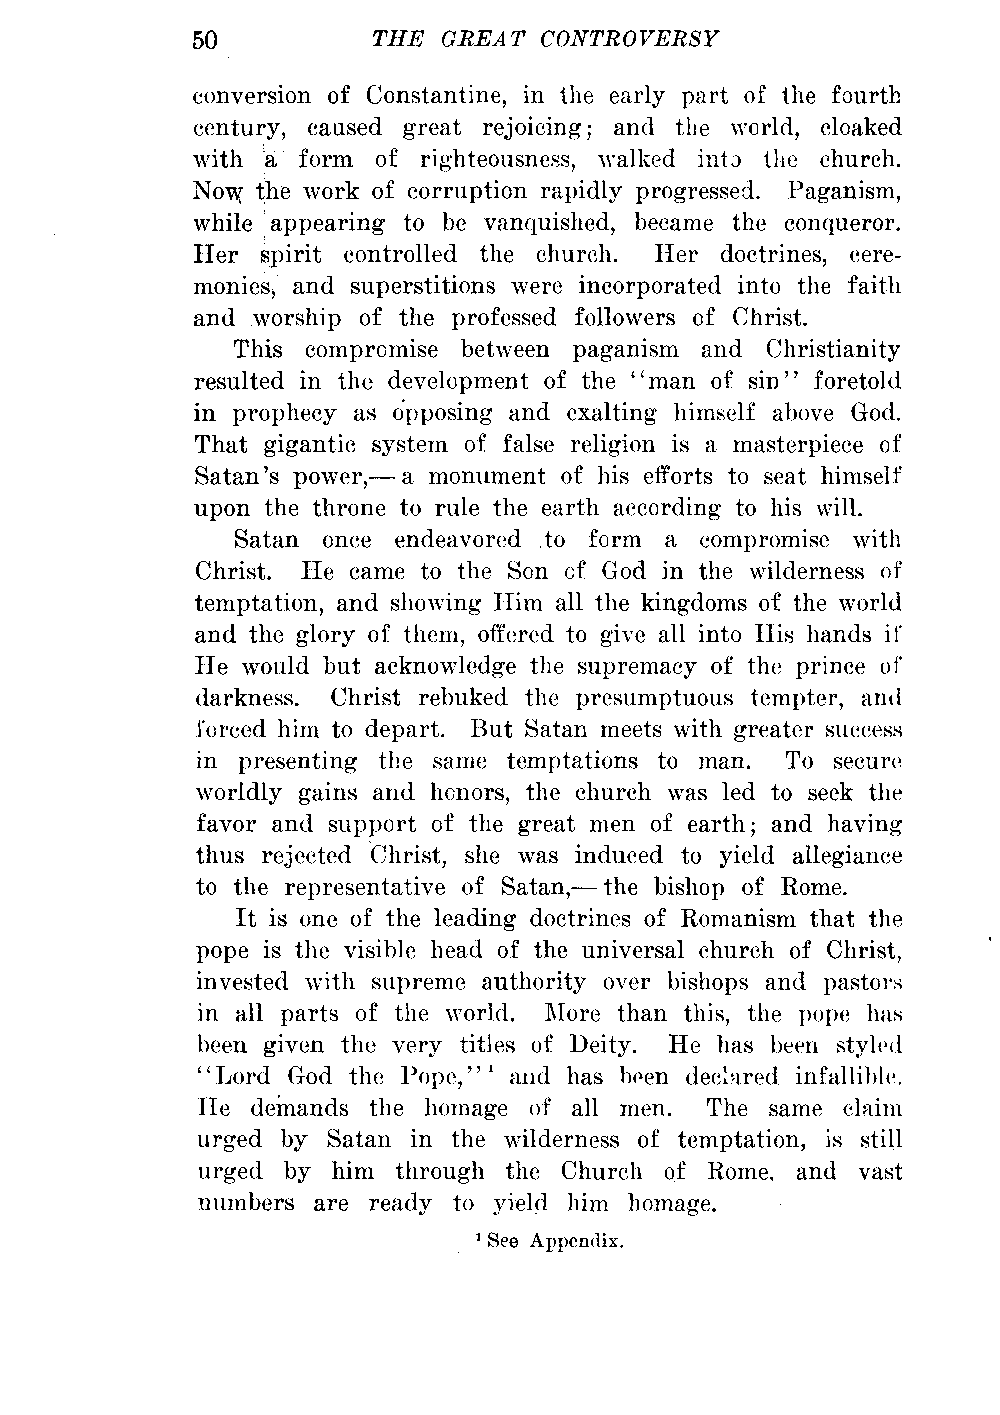 50 THE GREAT CONTROVERSY
conversion of Constantine, in the early part of the fourth
century, caused great rejoicing; and the world, cloaked
with a form of righteousness, walked into the church.
Now the work of corruption rapidly progressed. Paganism,
while appearing to be vanquished, became the conqueror.
Her spirit controlled the church. Her doctrines, cere-
monies, and superstitions were incorporated into the faith
and worship of the professed followers of Christ.
This compromise between paganism and Christianity
resulted in the development of the "man of sin" foretold
in prophecy as opposing and exalting himself above God.
That gigantic system of false religion is a masterpiece of
Satan's power,— a monument of his efforts to seat himself
upon the throne to rule the earth according to his will.
Satan once endeavored to form a compromise with
Christ. He came to the Son of God in the wilderness of
temptation, and showing Him all the kingdoms of the world
and the glory of them, offered to give all into His hands if
He would but acknowledge the supremacy of the prince of
darkness. Christ rebuked the presumptuous tempter, and
forced him to depart. But Satan meets with greater success
in presenting the same temptations to man. To secure
worldly gains and honors, the church was led to seek the
favor and support of the great men of earth; and having
thus rejected Christ, she was induced to yield allegiance
to the representative of Satan,— the bishop of Rome.
It is one of the leading doctrines of Romanism that the
pope is the visible head of the universal church of Christ,
invested with supreme authority over bishops and pastors
in all parts of the world. More than this, the pope has
been given the very titles of Deity. He has been styled
"Lord God the Pope,"¹ and has been declared infallible.
He demands the homage of all men. The same claim
urged by Satan in the wilderness of temptation, is still
urged by him through the Church of Rome, and vast
numbers are ready to yield him homage.
¹ See Appendix.